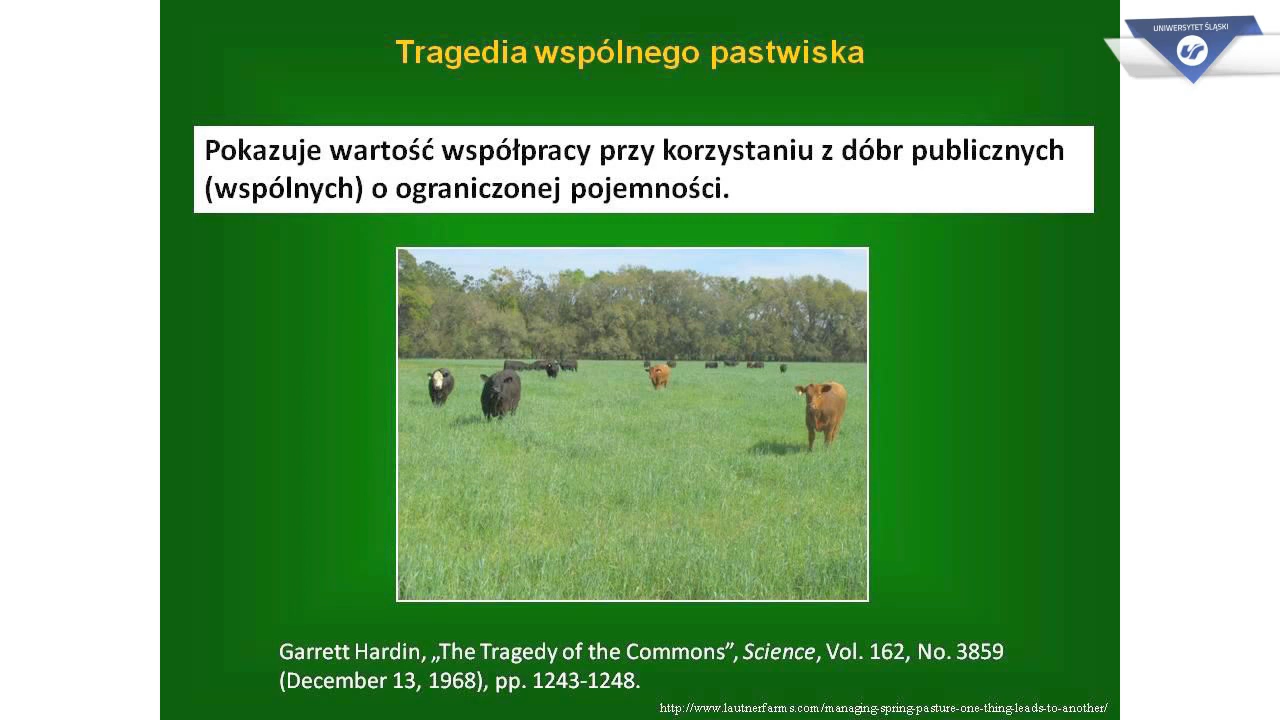 Tragedia wspólnego pastwiska
UNIWERSYTET ŚLĄSKI
Pokazuje wartość współpracy przy korzystaniu z dóbr publicznych
(wspólnych) o ograniczonej pojemności.
Garrett Hardin, „The Tragedy of the Commons”, Science, Vol. 162, No. 3859
(December 13, 1968), pp. 1243-1248.
http://www.lautnerfarms.com/managing-spring-pasture-one-thing-leads-to-another/